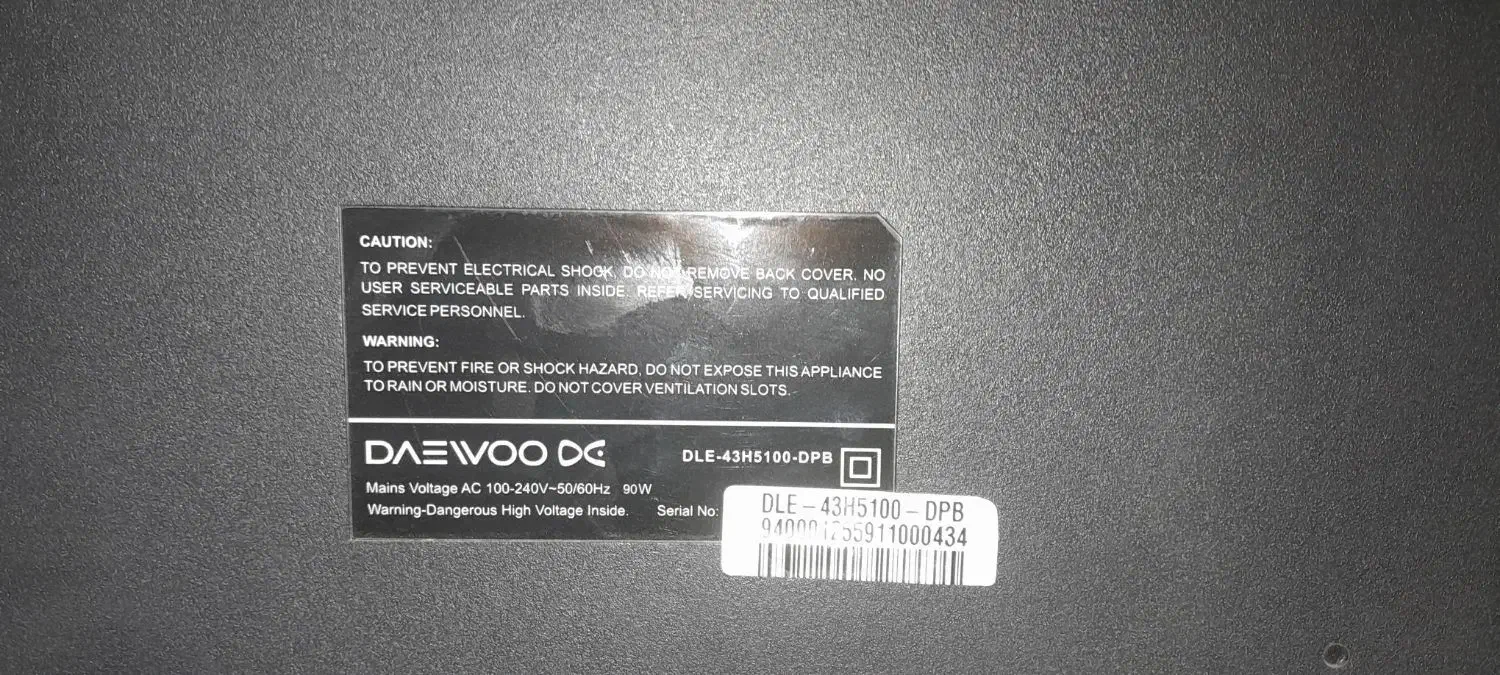 CAUTION:
TO PREVENT ELECTRICAL SHOCK, DO NOT REMOVE BACK COVER. NO
USER SERVICEABLE PARTS INSIDE. REFER SERVICING TO QUALIFIED
SERVICE PERSONNEL.
WARNING:
TO PREVENT FIRE OR SHOCK HAZARD, DO NOT EXPOSE THIS APPLIANCE
TO RAIN OR MOISTURE. DO NOT COVER VENTILATION SLOTS.
DAEWOO DE
DLE-43H5100-DPB
Mains Voltage AC 100-240V~50/60Hz 90W
Warning-Dangerous High Voltage Inside. Serial No:
DLE-43H5100-DPB
940001255911000434